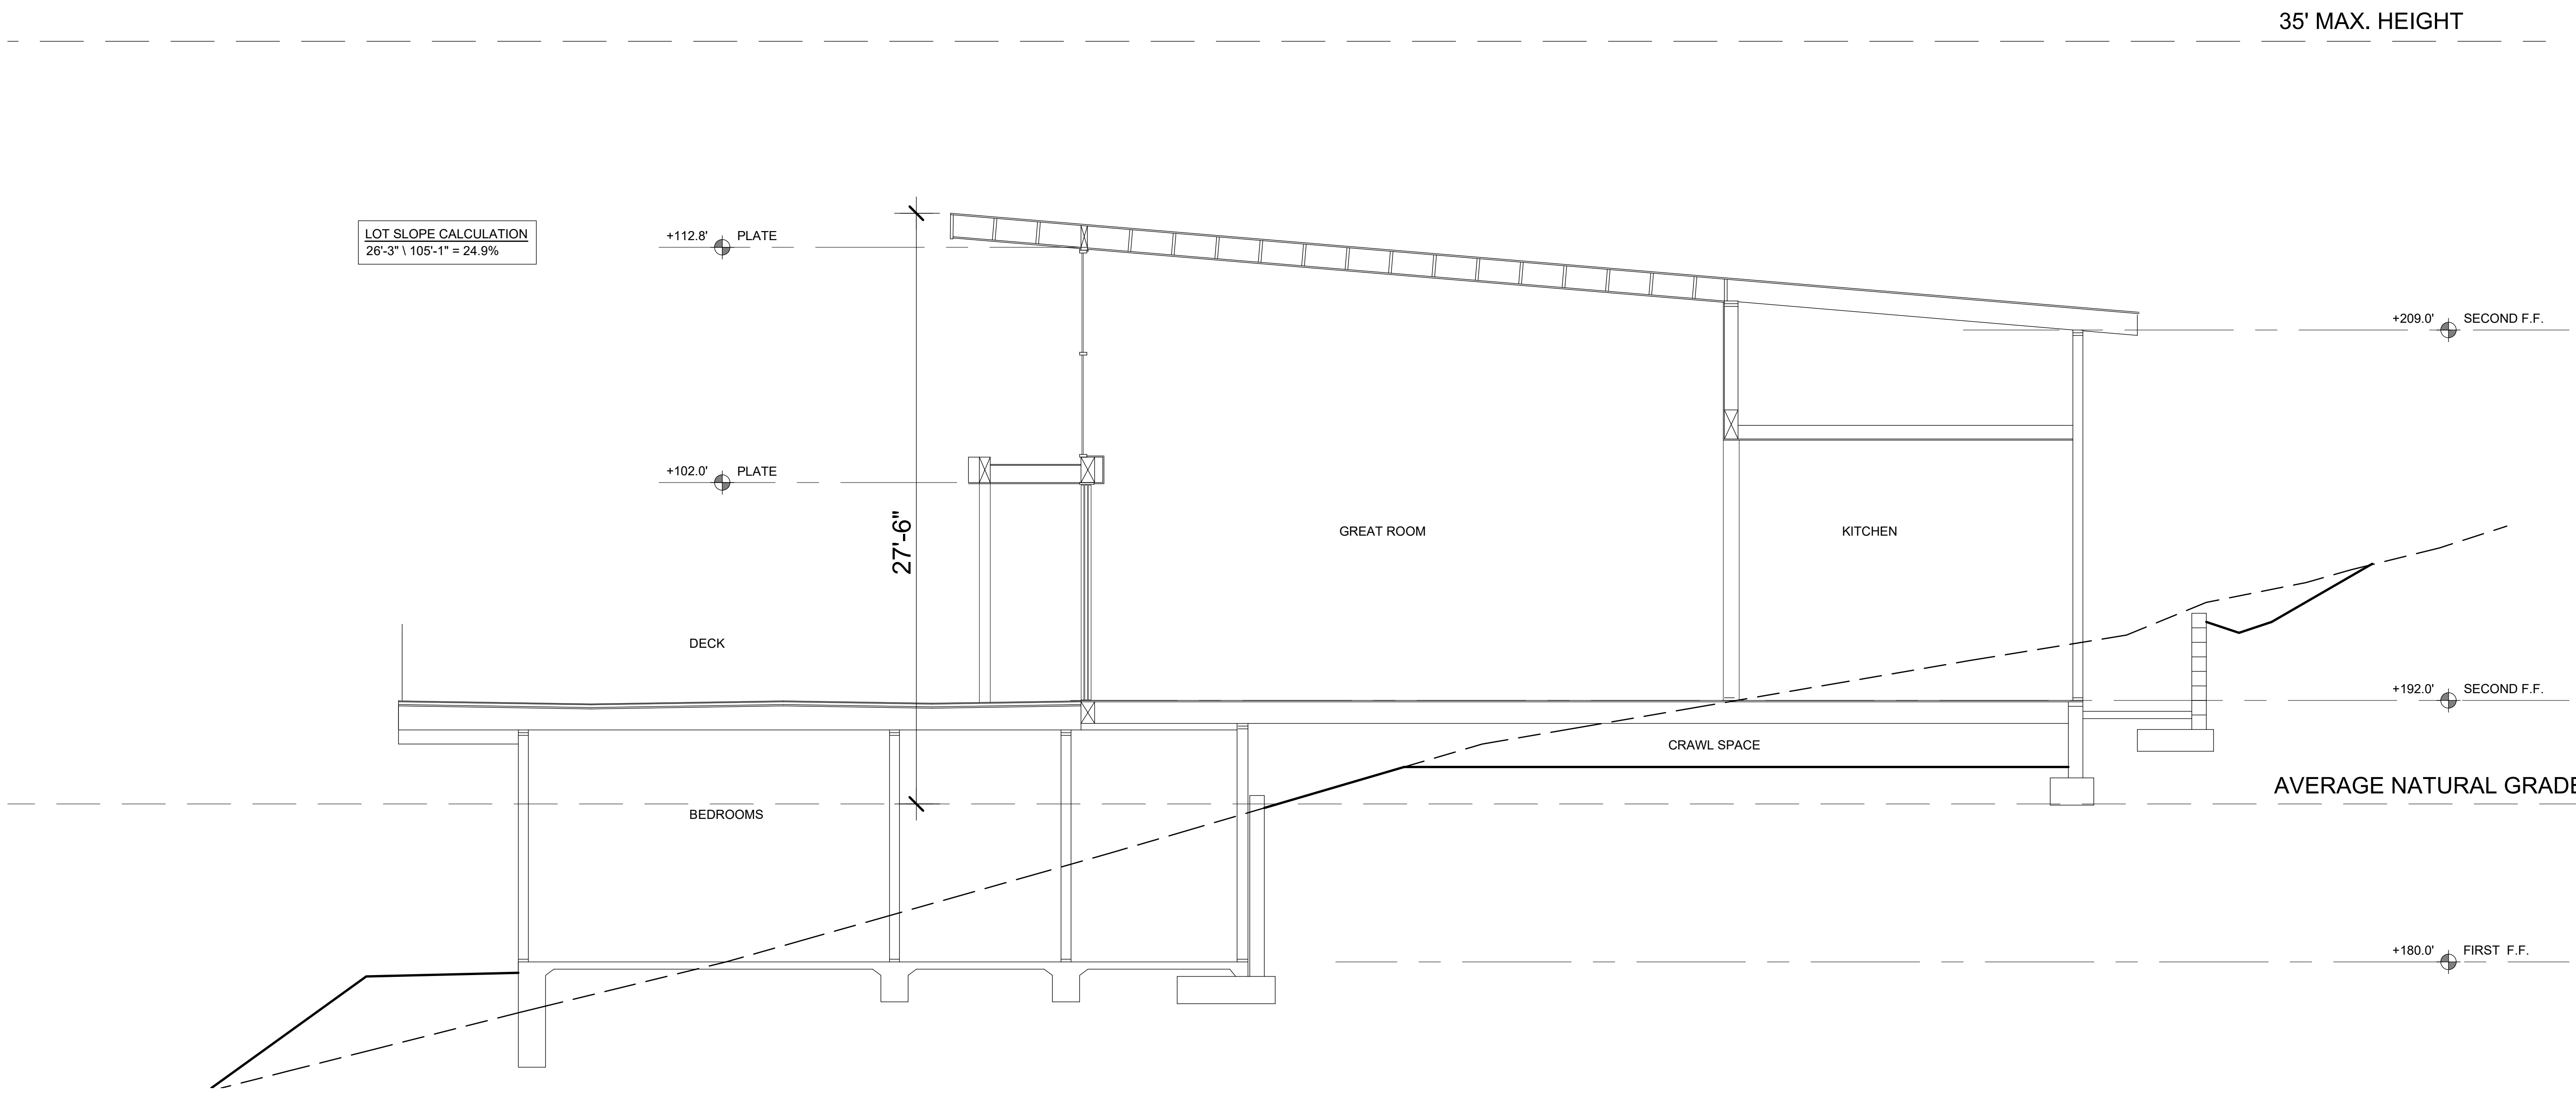 35' MAX. HEIGHT
LOT SLOPE CALCULATION
26'-3" \ 105'-1" = 24.9%
+112.8' PLATE
+209.0' SECOND F.F.
+102.0' PLATE
27'-6"
GREAT ROOM
KITCHEN
DECK
+192.0' SECOND F.F.
CRAWL SPACE
AVERAGE NATURAL GRADE
BEDROOMS
+180.0' FIRST F.F.